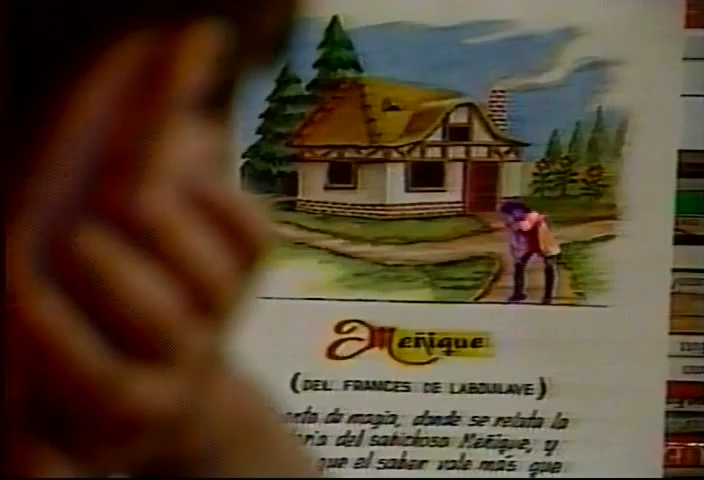 Meñique
(DEL FRANCES DE LABOULAYE)
de magia, donde se relata la
del sabichoso Meñique, y
que el saber vale más que